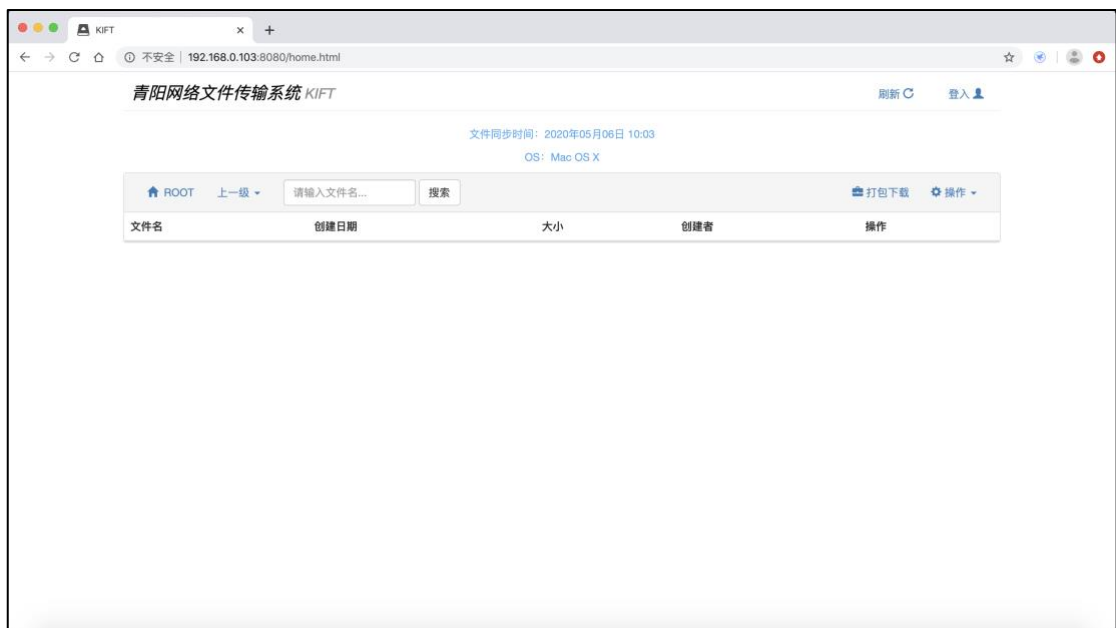 KIFT
不安全 | 192.168.0.103:8080/home.html
青阳网络文件传输系统 KIFT 刷新 登入
文件同步时间：2020年05月06日 10:03
OS：Mac OS X
ROOT 上一级 请输入文件名... 搜索 打包下载 操作
文件名 创建日期 大小 创建者 操作